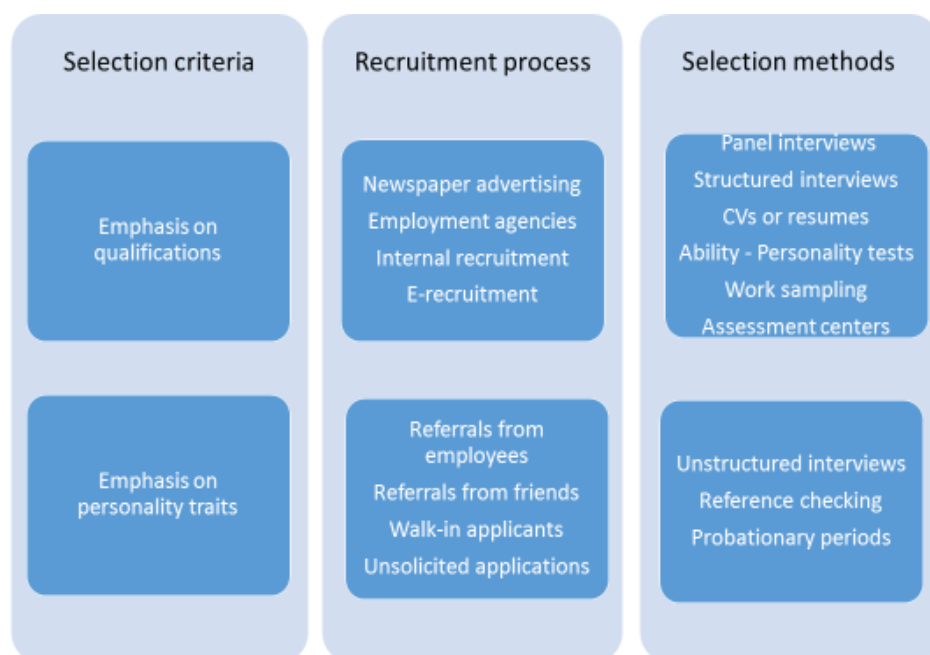 Selection criteria
Emphasis on
qualifications
Emphasis on
personality traits
Recruitment process
Newspaper advertising
Employment agencies
Internal recruitment
E-recruitment
Referrals from
employees
Referrals from friends
Walk-in applicants
Unsolicited applications
Selection methods
Panel interviews
Structured interviews
CVs or resumes
Ability - Personality tests
Work sampling
Assessment centers
Unstructured interviews
Reference checking
Probationary periods